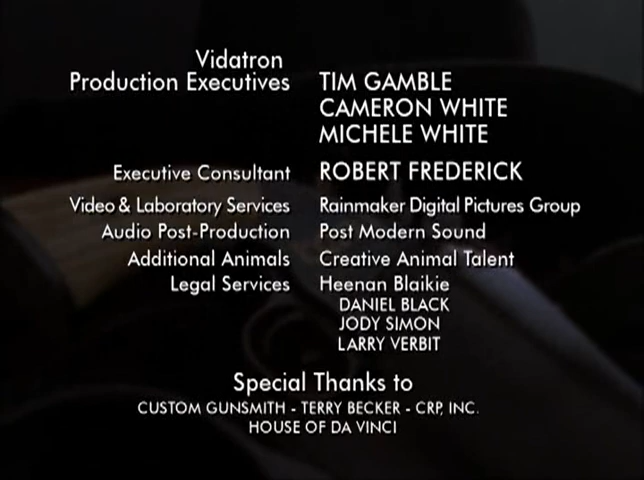 Vidatron
Production Executives TIM GAMBLE
CAMERON WHITE
MICHELE WHITE
Executive Consultant ROBERT FREDERICK
Video & Laboratory Services Rainmaker Digital Pictures Group
Audio Post-Production Post Modern Sound
Additional Animals Creative Animal Talent
Legal Services Heenan Blaikie
DANIEL BLACK
JODY SIMON
LARRY VERBIT
Special Thanks to
CUSTOM GUNSMITH - TERRY BECKER - CRP, INC.
HOUSE OF DA VINCI